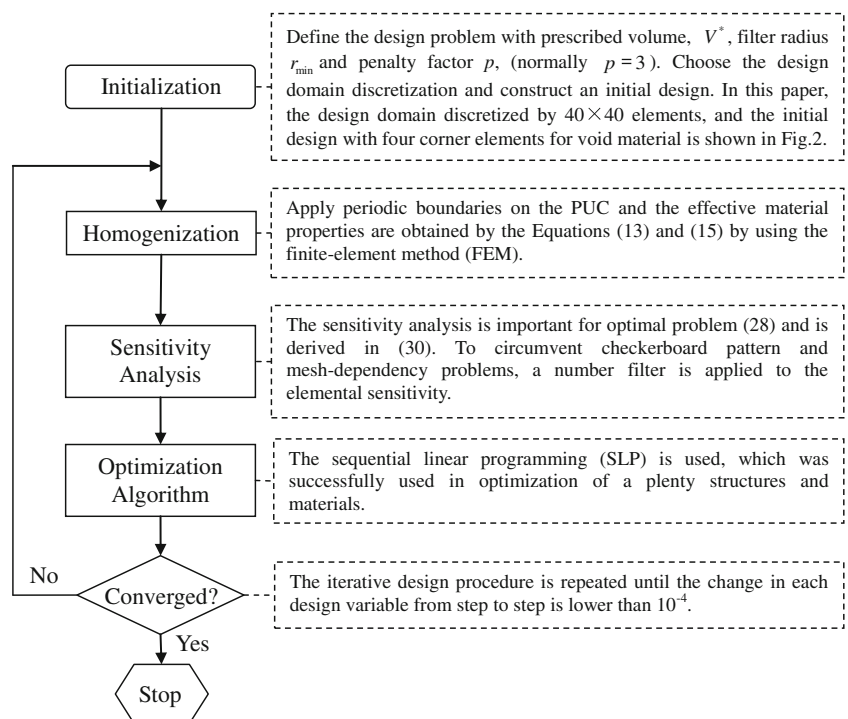 Initialization
Define the design problem with prescribed volume, V*, filter radius
r_min and penalty factor p, (normally p = 3 ). Choose the design
domain discretization and construct an initial design. In this paper,
the design domain discretized by 40×40 elements, and the initial
design with four corner elements for void material is shown in Fig.2.
Homogenization
Apply periodic boundaries on the PUC and the effective material
properties are obtained by the Equations (13) and (15) by using the
finite-element method (FEM).
Sensitivity
Analysis
The sensitivity analysis is important for optimal problem (28) and is
derived in (30). To circumvent checkerboard pattern and
mesh-dependency problems, a number filter is applied to the
elemental sensitivity.
Optimization
Algorithm
The sequential linear programming (SLP) is used, which was
successfully used in optimization of a plenty structures and
materials.
No
Converged?
The iterative design procedure is repeated until the change in each
design variable from step to step is lower than 10^-4.
Yes
Stop